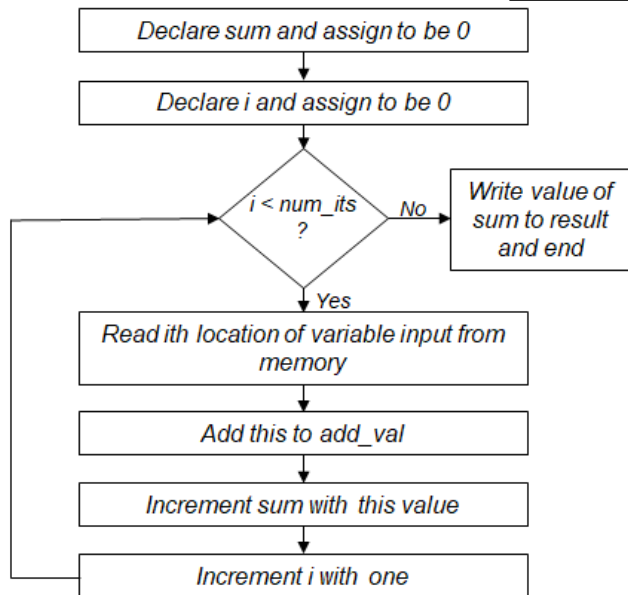 Declare sum and assign to be 0
Declare i and assign to be 0
i < num_its
?
No
Write value of
sum to result
and end
Yes
Read ith location of variable input from
memory
Add this to add_val
Increment sum with this value
Increment i with one